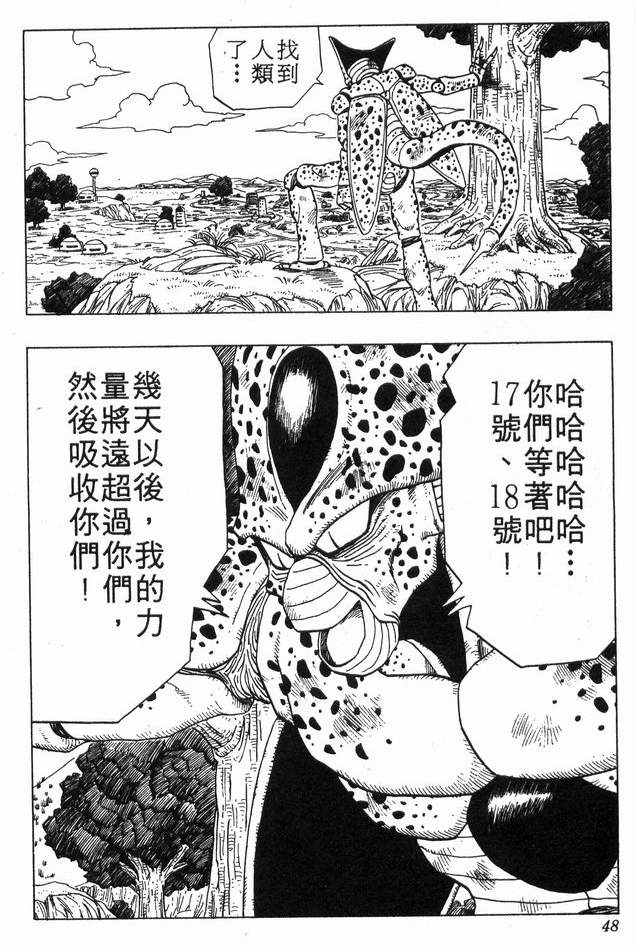 找到
人類
了…
哈哈哈哈哈…
你們等著吧！
17號、18號！
幾天以後，我的力
量將遠超過你們，
然後吸收你們！
48